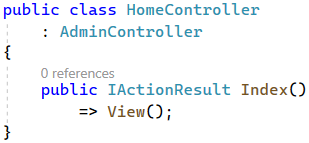 public class HomeController
: AdminController
{
0 references
public IActionResult Index()
=> View();
}